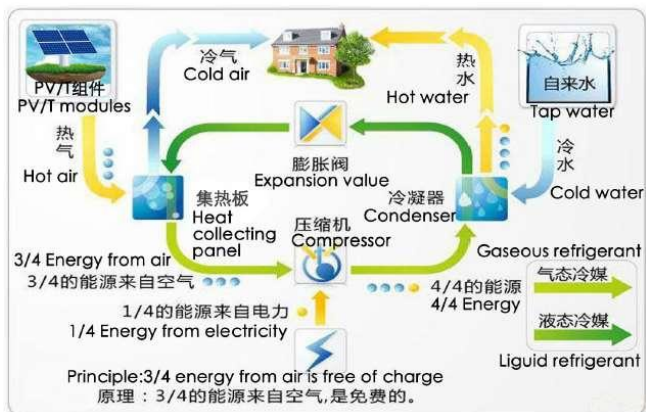 PV/T组件
PV/T modules
冷气
Cold air
热水
Hot water
自来水
Tap water
热气
Hot air
膨胀阀
Expansion value
冷水
Cold water
集热板
Heat
collecting
panel
压缩机
Compressor
冷凝器
Condenser
3/4 Energy from air
3/4的能源来自空气
1/4的能源来自电力
1/4 Energy from electricity
4/4的能源
4/4 Energy
Gaseous refrigerant
气态冷媒
液态冷媒
Liguid refrigerant
Principle:3/4 energy from air is free of charge
原理：3/4的能源来自空气,是免费的。